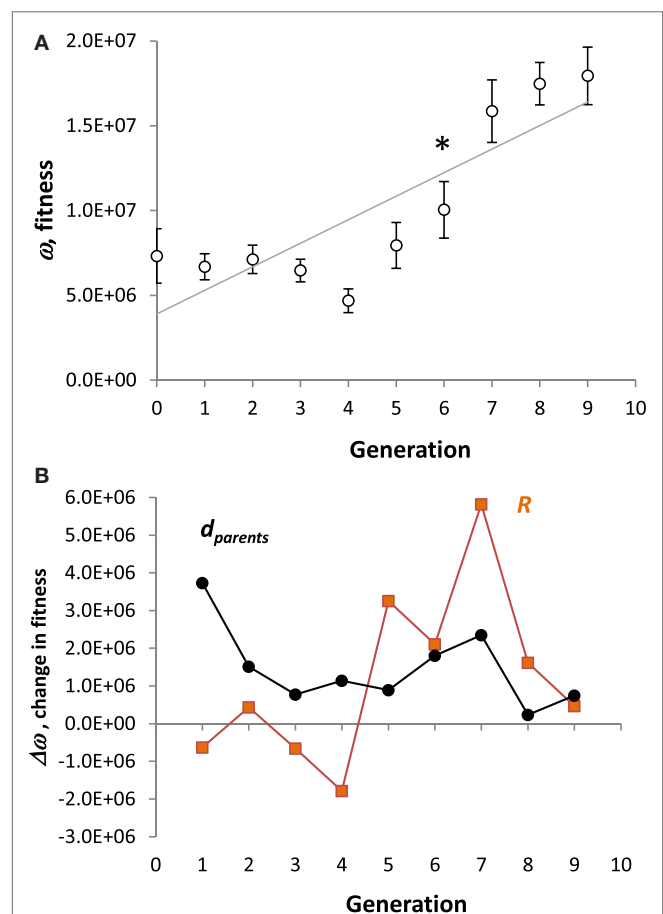 A
2.0E+07
1.5E+07
1.0E+07
5.0E+06
0.0E+00
ω, fitness
*
0 1 2 3 4 5 6 7 8 9 10
Generation
B
6.0E+06
5.0E+06
4.0E+06
3.0E+06
2.0E+06
1.0E+06
0.0E+00
-1.0E+06
-2.0E+06
-3.0E+06
Δω , change in fitness
d parents
R
0 1 2 3 4 5 6 7 8 9 10
Generation